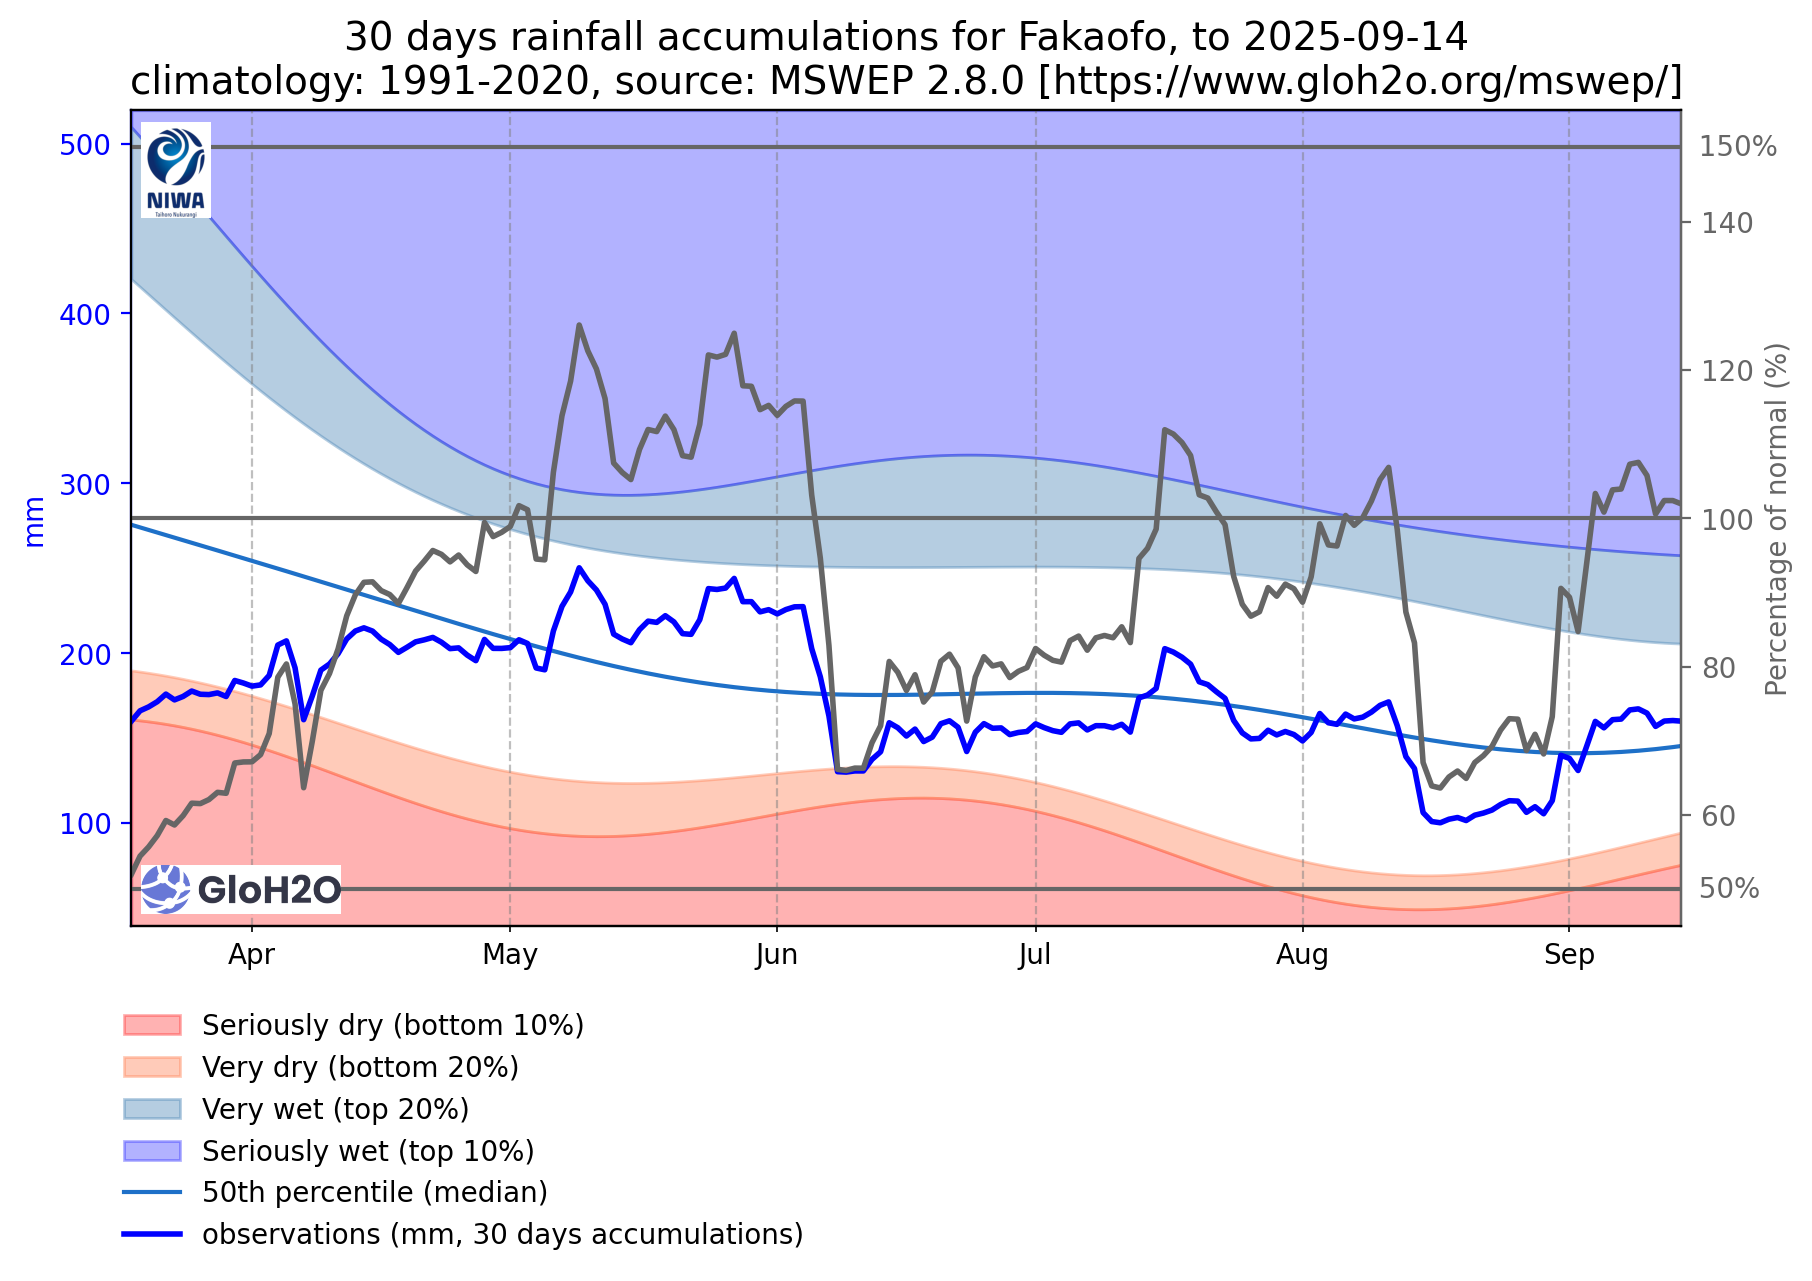 30 days rainfall accumulations for Fakaofo, to 2025-09-14
climatology: 1991-2020, source: MSWEP 2.8.0 [https://www.gloh2o.org/mswep/]
500
400
300
200
100
mm
NIWA
Taihoro Nukurangi
GloH2O
150%
140
120
100
80
60
50%
Percentage of normal (%)
Apr May Jun Jul Aug Sep
Seriously dry (bottom 10%)
Very dry (bottom 20%)
Very wet (top 20%)
Seriously wet (top 10%)
50th percentile (median)
observations (mm, 30 days accumulations)